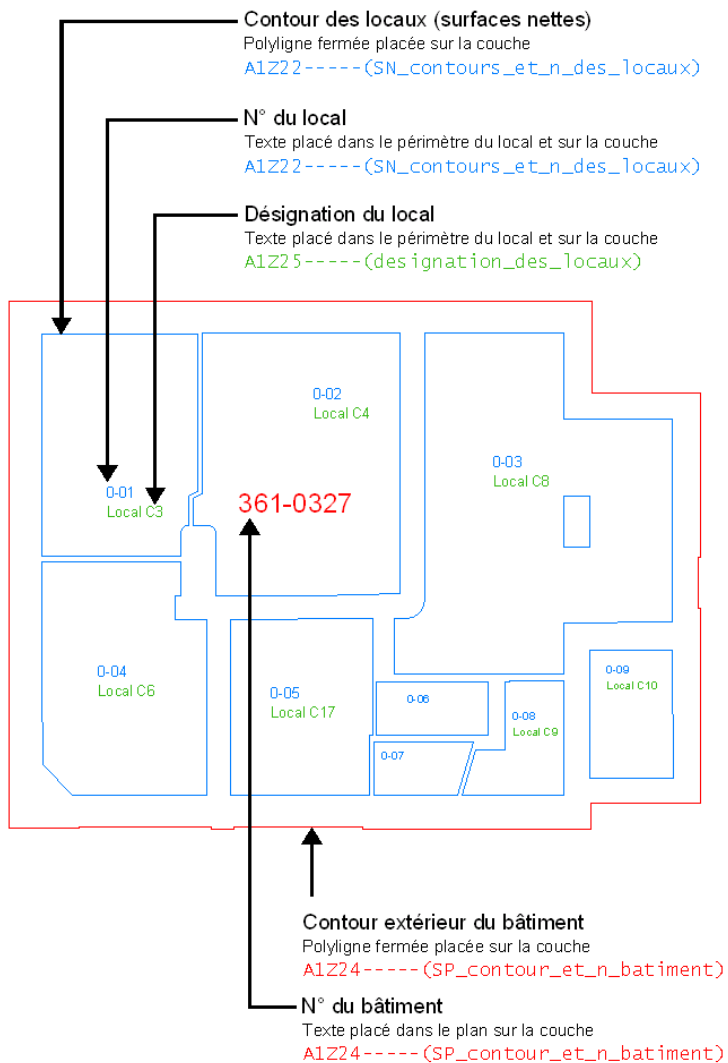 Contour des locaux (surfaces nettes)
Polyligne fermée placée sur la couche
A1Z22-----(SN_contours_et_n_des_locaux)
N° du local
Texte placé dans le périmètre du local et sur la couche
A1Z22-----(SN_contours_et_n_des_locaux)
Désignation du local
Texte placé dans le périmètre du local et sur la couche
A1Z25-----(designation_des_locaux)
0-02
Local C4
0-03
Local C8
0-01
Local C3
361-0327
0-04
Local C6
0-05
Local C17
0-06
0-07
0-08
Local C9
0-09
Local C10
Contour extérieur du bâtiment
Polyligne fermée placée sur la couche
A1Z24-----(SP_contour_et_n_batiment)
N° du bâtiment
Texte placé dans le plan sur la couche
A1Z24-----(SP_contour_et_n_batiment)